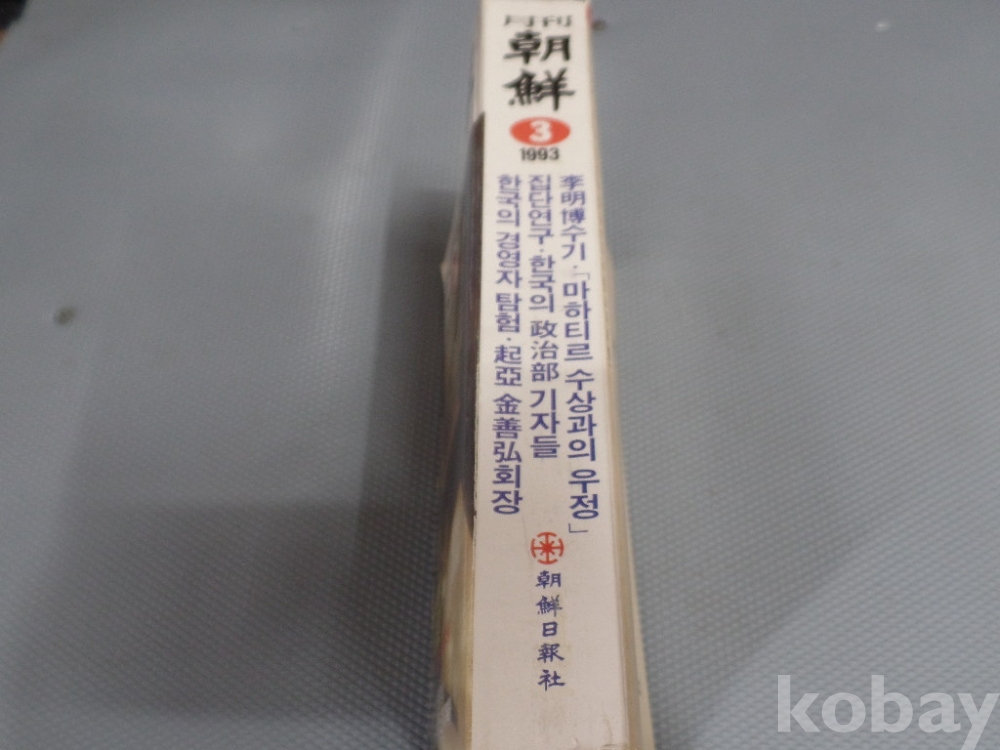 月刊
朝鮮
3
1993
李明博수기·「마하티르 수상과의 우정」
집단연구·한국의 政治部 기자들
한국의 경영자 탐험·起亞 金善弘회장
朝鮮日報社
kobay